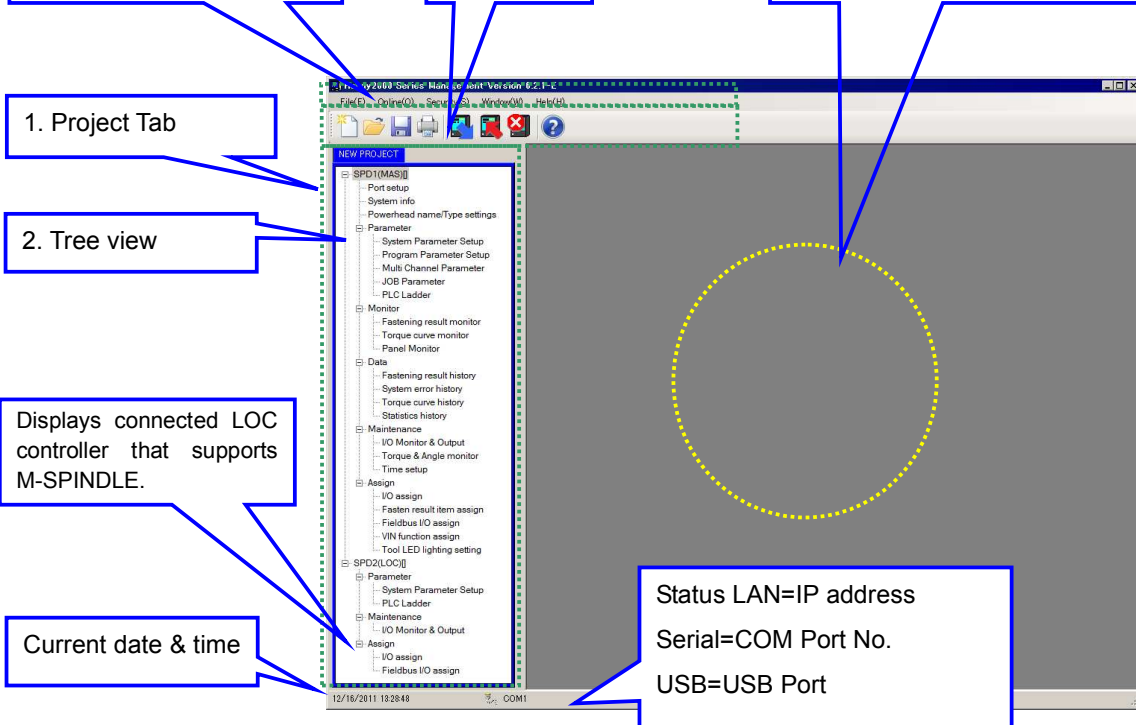 Priority2000 Series Management Version 6.2.1-E
File(F) Online(O) Security(S) Window(W) Help(H)
1. Project Tab
NEW PROJECT
SPD1(MAS)[]
Port setup
System info
Powerhead name/Type settings
2. Tree view
Parameter
System Parameter Setup
Program Parameter Setup
Multi Channel Parameter
JOB Parameter
PLC Ladder
Monitor
Fastening result monitor
Torque curve monitor
Panel Monitor
Data
Fastening result history
System error history
Torque curve history
Statistics history
Displays connected LOC
controller that supports
M-SPINDLE.
Maintenance
I/O Monitor & Output
Torque & Angle monitor
Time setup
Assign
I/O assign
Fasten result item assign
Fieldbus I/O assign
VIN function assign
Tool LED lighting setting
SPD2(LOC)[]
Parameter
System Parameter Setup
PLC Ladder
Maintenance
I/O Monitor & Output
Assign
I/O assign
Fieldbus I/O assign
Status LAN=IP address
Serial=COM Port No.
USB=USB Port
Current date & time
12/16/2011 13:28:48 COM1